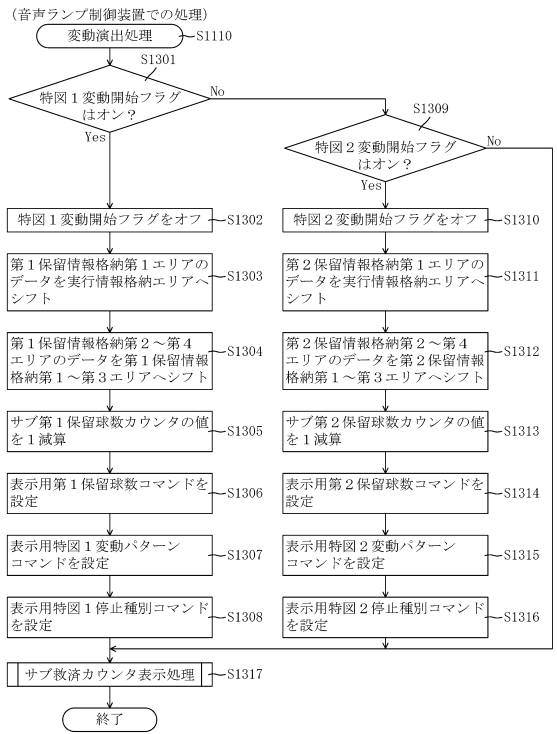 （音声ランプ制御装置での処理）
変動演出処理
S1110
S1301
特図１変動開始フラグ
はオン？
No
Yes
S1309
特図２変動開始フラグ
はオン？
No
Yes
特図１変動開始フラグをオフ
S1302
第１保留情報格納第１エリアの
データを実行情報格納エリアへ
シフト
S1303
第１保留情報格納第２～第４
エリアのデータを第１保留情報
格納第１～第３エリアへシフト
S1304
サブ第１保留球数カウンタの値
を１減算
S1305
表示用第１保留球数コマンドを
設定
S1306
表示用特図１変動パターン
コマンドを設定
S1307
表示用特図１停止種別コマンド
を設定
S1308
特図２変動開始フラグをオフ
S1310
第２保留情報格納第１エリアの
データを実行情報格納エリアへ
シフト
S1311
第２保留情報格納第２～第４
エリアのデータを第２保留情報
格納第１～第３エリアへシフト
S1312
サブ第２保留球数カウンタの値
を１減算
S1313
表示用第２保留球数コマンドを
設定
S1314
表示用特図２変動パターン
コマンドを設定
S1315
表示用特図２停止種別コマンド
を設定
S1316
サブ救済カウンタ表示処理
S1317
終了